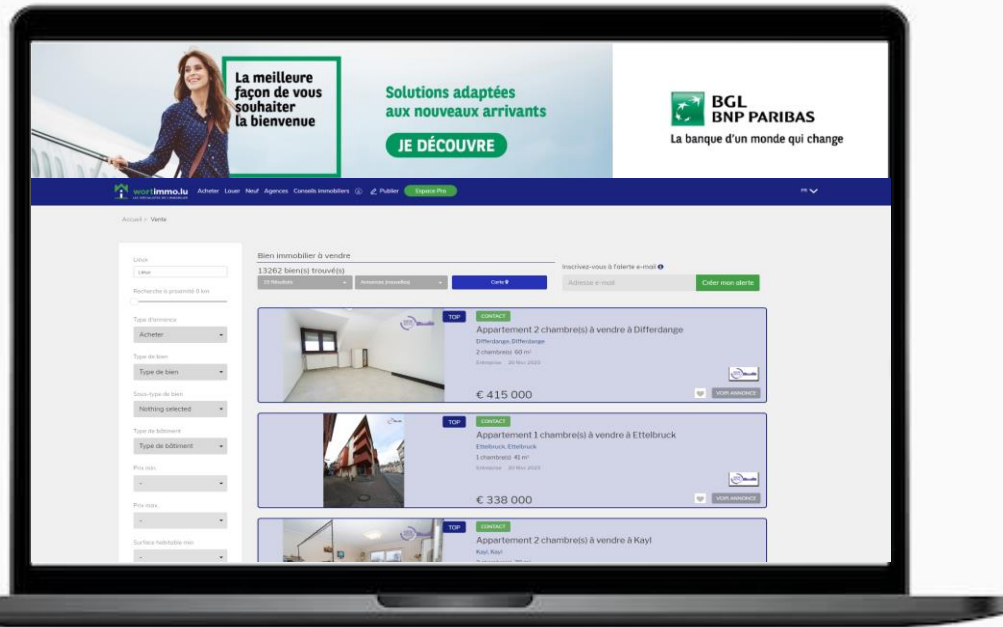 La meilleure
façon de vous
souhaiter
la bienvenue
Solutions adaptées
aux nouveaux arrivants
JE DÉCOUVRE
BGL
BNP PARIBAS
La banque d'un monde qui change
wortimmo.lu Acheter Louer Neuf Agences Conseils immobiliers Publier Espace Pro FR
Accueil > Vente
Lieux
Lieux
Recherche à proximité 0 km
Type d'annonce
Acheter
Type de bien
Type de bien
Sous-type de bien
Nothing selected
Type de bâtiment
Type de bâtiment
Prix min.
-
Prix max.
-
Surface habitable min
-
Bien immobilier à vendre
13262 bien(s) trouvé(s)
Carte
Inscrivez-vous à l'alerte e-mail
Adresse e-mail
Créer mon alerte
TOP
CONTACT
Appartement 2 chambre(s) à vendre à Differdange
Differdange, Differdange
2 chambre(s) 60 m²
€ 415 000
VOIR ANNONCE
TOP
CONTACT
Appartement 1 chambre(s) à vendre à Ettelbruck
Ettelbruck, Ettelbruck
1 chambre(s) 41 m²
€ 338 000
VOIR ANNONCE
TOP
CONTACT
Appartement 2 chambre(s) à vendre à Kayl
Kayl, Kayl